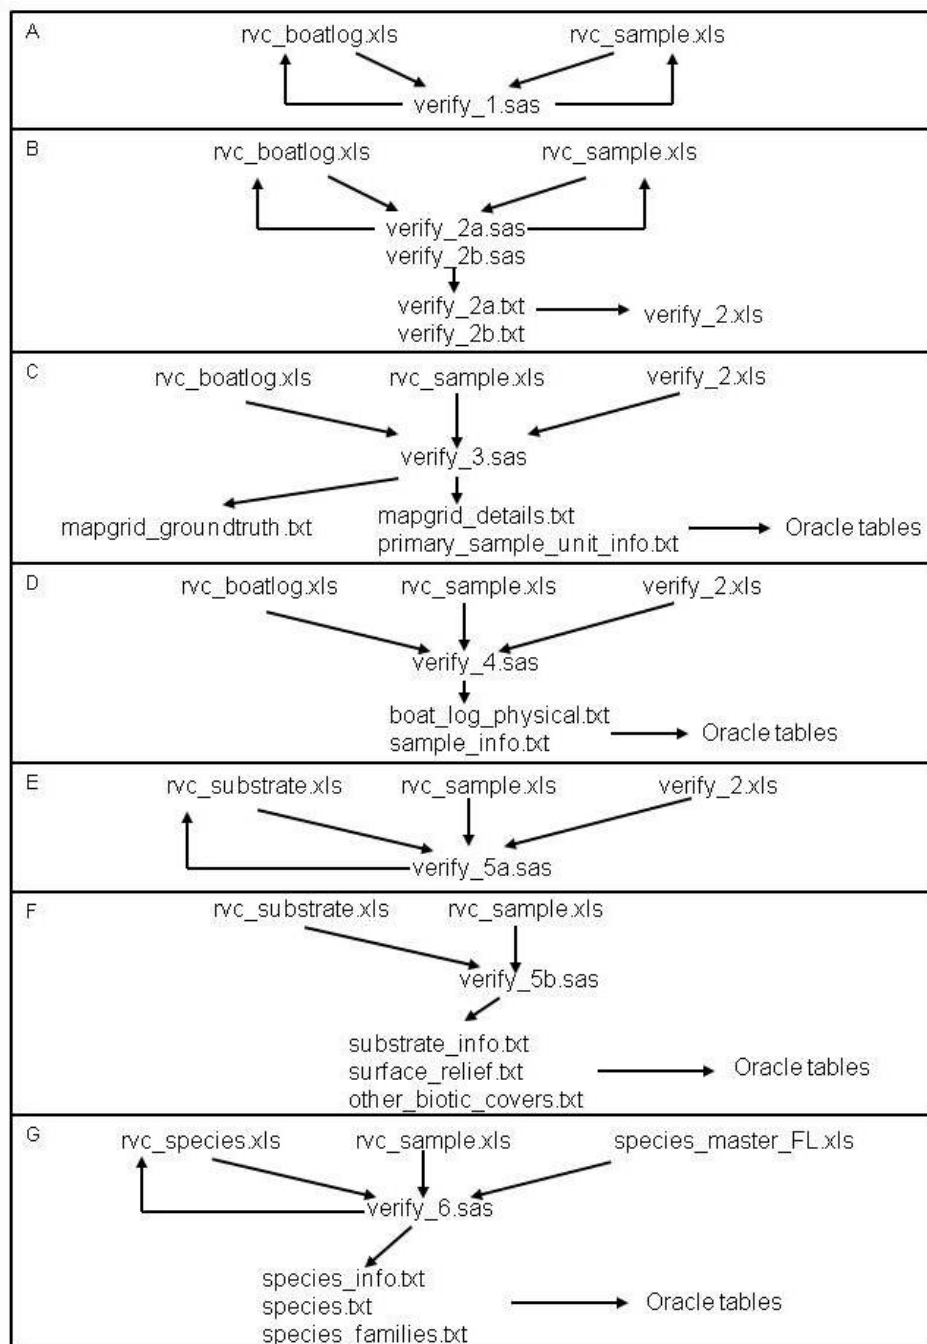 A
rvc_boatlog.xls rvc_sample.xls
verify_1.sas
B
rvc_boatlog.xls rvc_sample.xls
verify_2a.sas
verify_2b.sas
verify_2a.txt
verify_2b.txt
verify_2.xls
C
rvc_boatlog.xls rvc_sample.xls verify_2.xls
verify_3.sas
mapgrid_groundtruth.txt
mapgrid_details.txt
primary_sample_unit_info.txt
Oracle tables
D
rvc_boatlog.xls rvc_sample.xls verify_2.xls
verify_4.sas
boat_log_physical.txt
sample_info.txt
Oracle tables
E
rvc_substrate.xls rvc_sample.xls verify_2.xls
verify_5a.sas
F
rvc_substrate.xls rvc_sample.xls
verify_5b.sas
substrate_info.txt
surface_relief.txt
other_biotic_covers.txt
Oracle tables
G
rvc_species.xls rvc_sample.xls species_master_FL.xls
verify_6.sas
species_info.txt
species.txt
species_families.txt
Oracle tables